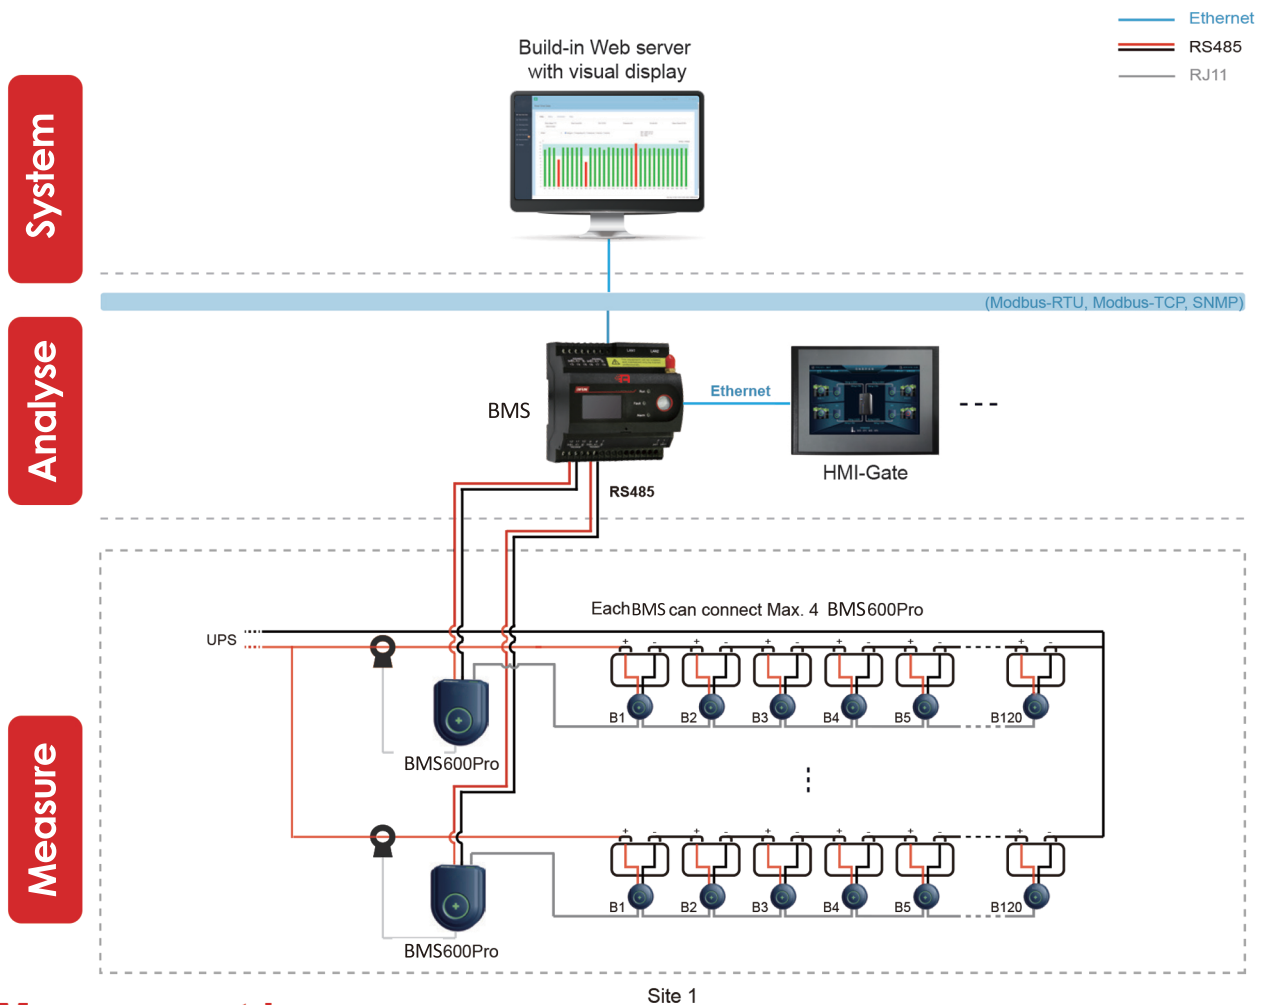 Ethernet
RS485
RJ11
Build-in Web server
with visual display
System
(Modbus-RTU, Modbus-TCP, SNMP)
Analyse
BMS
Ethernet
HMI-Gate
RS485
Each BMS can connect Max. 4 BMS600Pro
UPS
+ - + - + - + - + - + -
B1 B2 B3 B4 B5 B120
BMS600Pro
Measure
+ - + - + - + - + - + -
B1 B2 B3 B4 B5 B120
BMS600Pro
Site 1